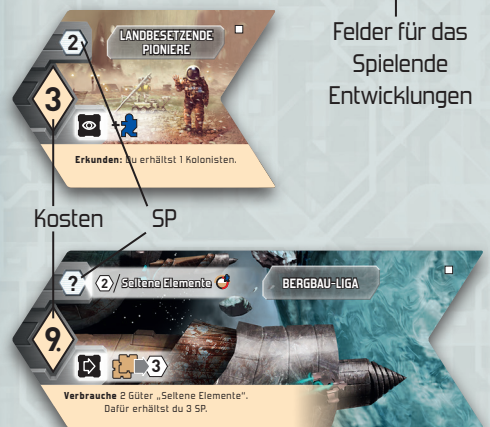 Felder für das
Spielende
Entwicklungen
2
LANDBESETZENDE
PIONIERE
3
Erkunden: Du erhältst 1 Kolonisten.
Kosten
SP
?
2/Seltene Elemente
BERGBAU-LIGA
9.
3
Verbrauche 2 Güter „Seltene Elemente“.
Dafür erhältst du 3 SP.